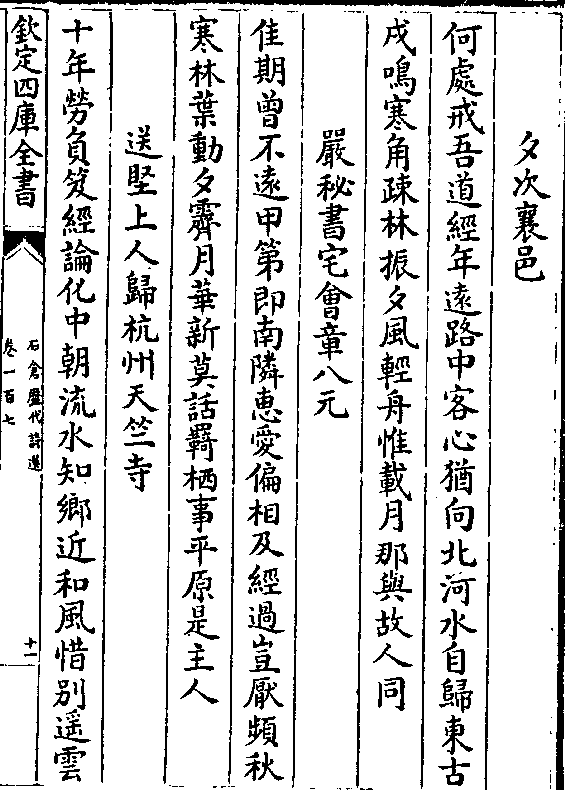 夕次襄邑
何處戒吾道經年遠路中客心猶向北河水自歸東古
戍鳴寒角疎林振夕風輕舟惟載月那與故人同
嚴秘書宅會章八元
佳期曾不遠甲第即南隣惠愛偏相及經過豈厭頻秋
寒林葉動夕霽月華新莫話羇栖事平原是主人
送堅上人歸杭州天竺寺
十年勞負笈經論化中朝流水知鄉近和風惜別遥雲
欽定四庫全書
石倉歷代詩選
卷一百七
十一